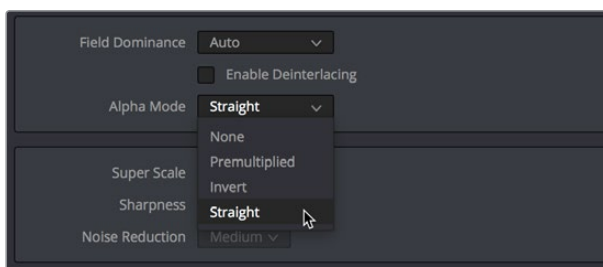 Field Dominance Auto
Enable Deinterlacing
Alpha Mode Straight
None
Premultiplied
Super Scale
Invert
Sharpness Straight
Noise Reduction Medium